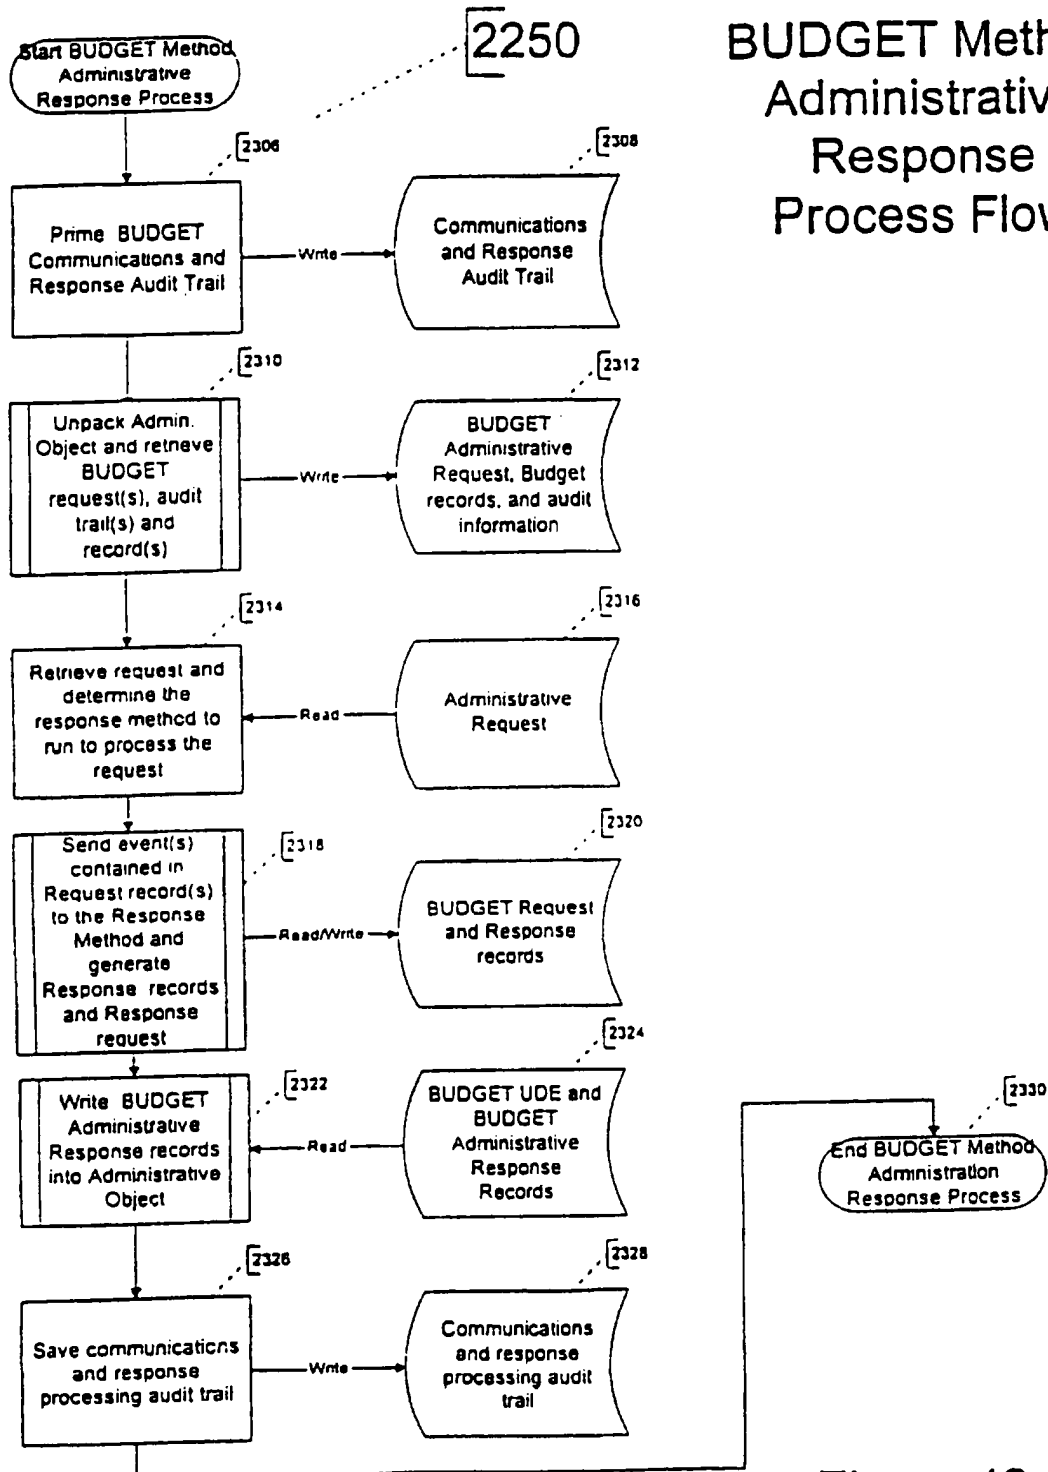 2250
BUDGET Meth
Administrativ
Response
Process Flow
Start BUDGET Method
Administrative
Response Process
2306
Prime BUDGET
Communications and
Response Audit Trail
Write
2308
Communications
and Response
Audit Trail
2310
Unpack Admin.
Object and retrieve
BUDGET
request(s), audit
trail(s) and
record(s)
Write
2312
BUDGET
Administrative
Request, Budget
records, and audit
information
2314
Retrieve request and
determine the
response method to
run to process the
request
Read
2316
Administrative
Request
2318
Send event(s)
contained in
Request record(s)
to the Response
Method and
generate
Response records
and Response
request
Read/Write
2320
BUDGET Request
and Response
records
2322
Write BUDGET
Administrative
Response records
into Administrative
Object
Read
2324
BUDGET UDE and
BUDGET
Administrative
Response
Records
2326
Save communications
and response
processing audit trail
Write
2328
Communications
and response
processing audit
trail
2330
End BUDGET Method
Administration
Response Process